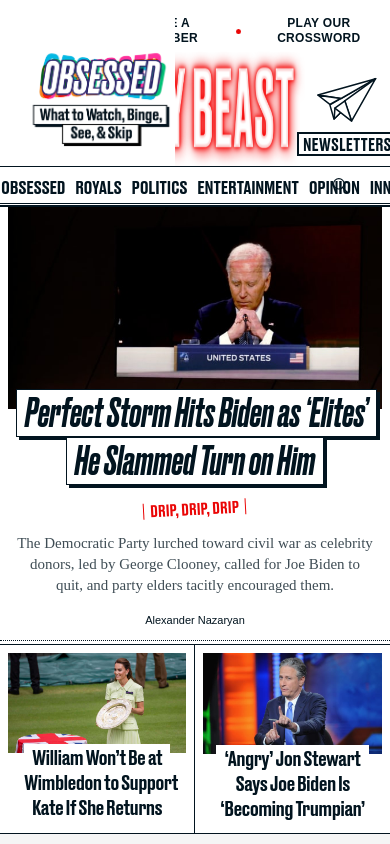 E A
BER
PLAY OUR
CROSSWORD
OBSESSED
What to Watch, Binge,
See, & Skip
Y BEAST
NEWSLETTERS
OBSESSED ROYALS POLITICS ENTERTAINMENT OPINION INN
UNITED STATES
Perfect Storm Hits Biden as ‘Elites’
He Slammed Turn on Him
DRIP, DRIP, DRIP
The Democratic Party lurched toward civil war as celebrity
donors, led by George Clooney, called for Joe Biden to
quit, and party elders tacitly encouraged them.
Alexander Nazaryan
William Won’t Be at
Wimbledon to Support
Kate If She Returns
‘Angry’ Jon Stewart
Says Joe Biden Is
‘Becoming Trumpian’